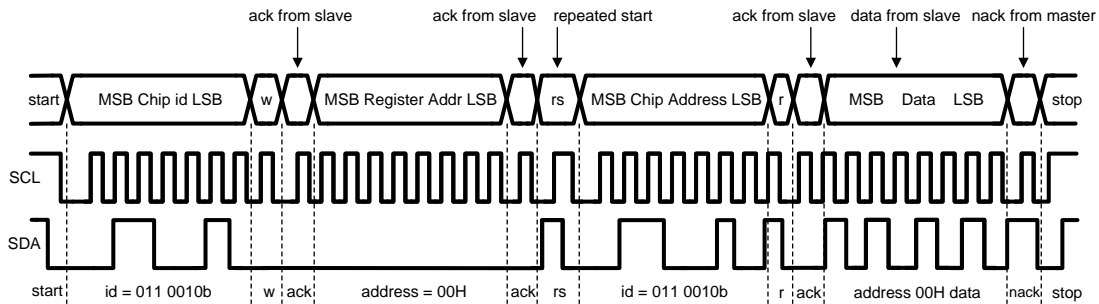 ack from slave ack from slave repeated start ack from slave data from slave nack from master
start MSB Chip id LSB w MSB Register Addr LSB rs MSB Chip Address LSB r MSB Data LSB stop
SCL
SDA
start id = 011 0010b w ack address = 00H ack rs id = 011 0010b r ack address 00H data nack stop